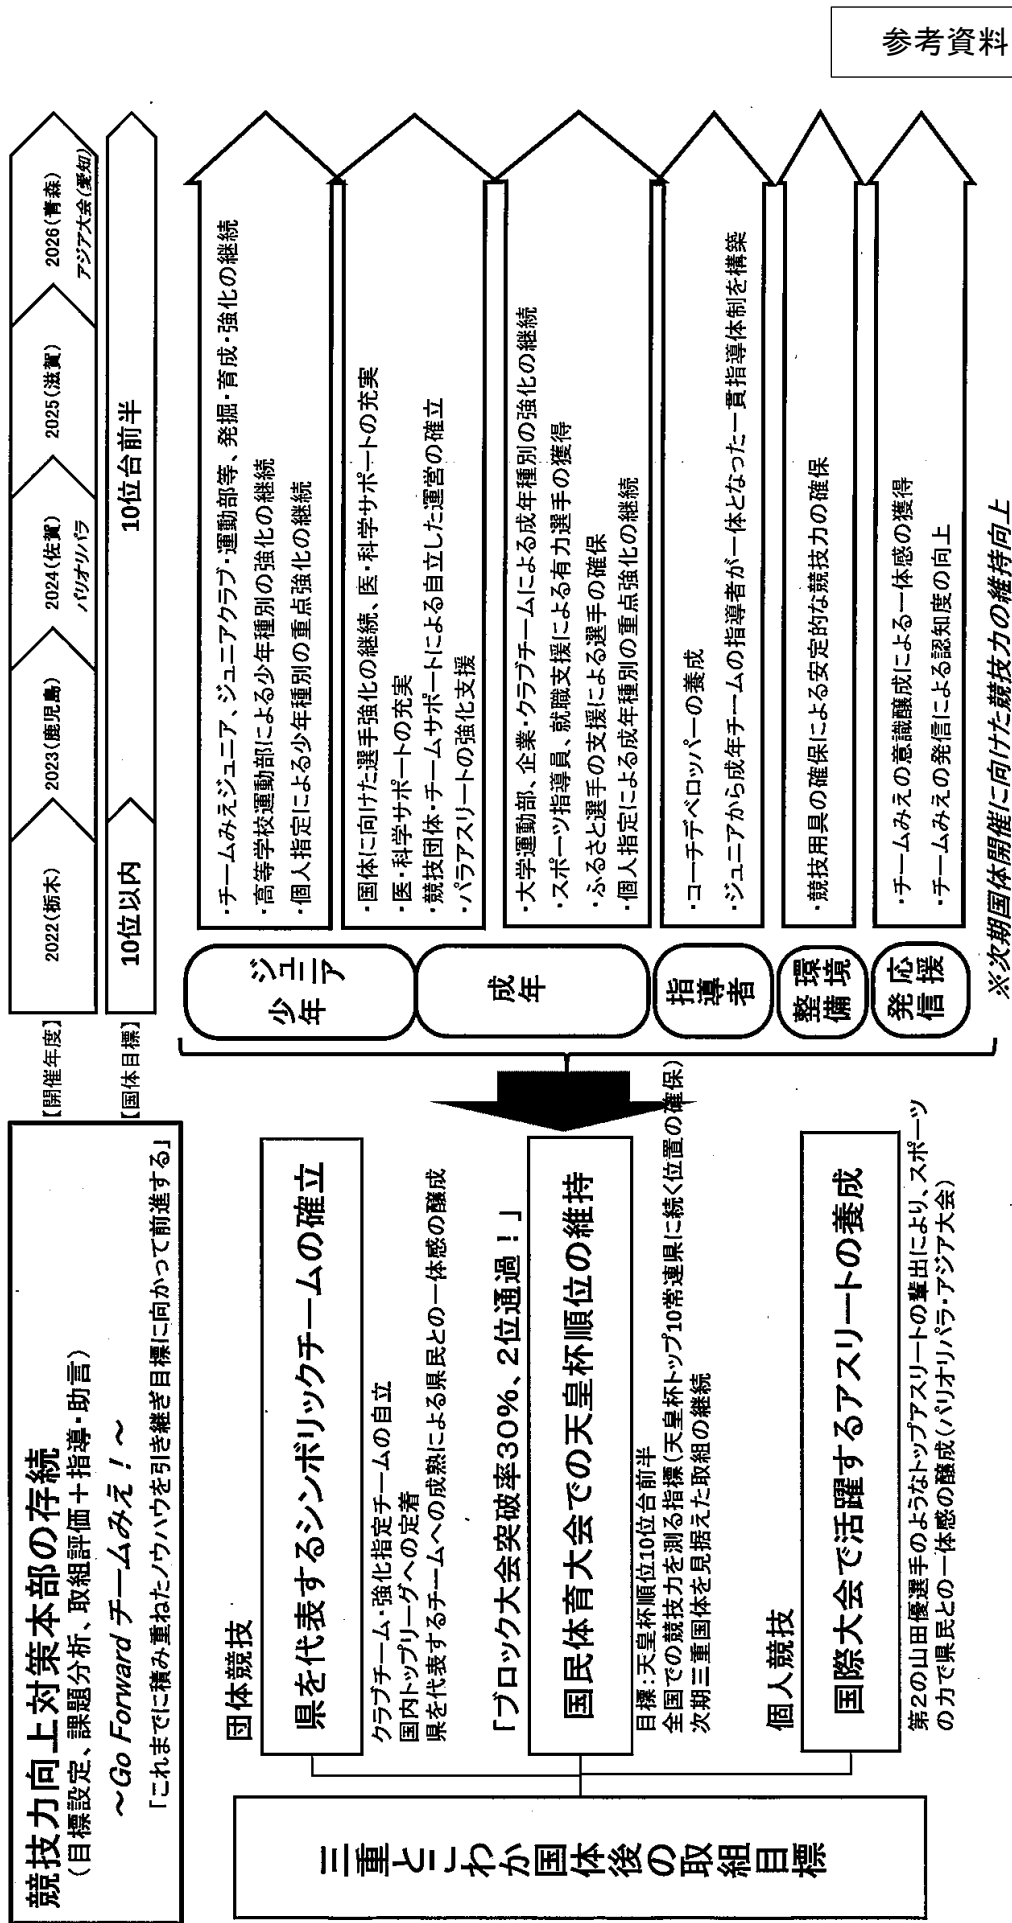 参考資料
競技力向上対策本部の存続
(目標設定、課題分析、取組評価＋指導・助言)
～Go Forward チームみえ！～
「これまでに積み重ねたノウハウを引き継ぎ目標に向かって前進する」
【開催年度】
2022(栃木)
2023(鹿児島)
2024(佐賀)
パリオリパラ
2025(滋賀)
2026(青森)
アジア大会(愛知)
【国体目標】
10位以内
10位台前半
三重とこわか国体後の取組目標
団体競技
県を代表するシンボリックチームの確立
クラブチーム・強化指定チームの自立
国内トップリーグへの定着
県を代表するチームへの成熟による県民との一体感の醸成
「ブロック大会突破率30％、2位通過！」
国民体育大会での天皇杯順位の維持
目標：天皇杯順位10位台前半
全国での競技力を測る指標(天皇杯トップ10常連県に続く位置の確保)
次期三重国体を見据えた取組の継続
個人競技
国際大会で活躍するアスリートの養成
第2の山田優選手のようなトップアスリートの輩出により、スポーツ
の力で県民との一体感の醸成(パリオリパラ・アジア大会)
ジュニア
少年
・チームみえジュニア、ジュニアクラブ・運動部等、発掘・育成・強化の継続
・高等学校運動部による少年種別の強化の継続
・個人指定による少年種別の重点強化の継続
・国体に向けた選手強化の継続、医・科学サポートの充実
・医・科学サポートの充実
・競技団体・チームサポートによる自立した運営の確立
・パラアスリートの強化支援
成年
・大学運動部、企業・クラブチームによる成年種別の強化の継続
・スポーツ指導員、就職支援による有力選手の獲得
・ふるさと選手の支援による選手の確保
・個人指定による成年種別の重点強化の継続
指導者
・コーチデベロッパーの養成
・ジュニアから成年チームの指導者が一体となった一貫指導体制を構築
環境
整備
・競技用具の確保による安定的な競技力の確保
応援
発信
・チームみえの意識醸成による一体感の獲得
・チームみえの発信による認知度の向上
※次期国体開催に向けた競技力の維持向上